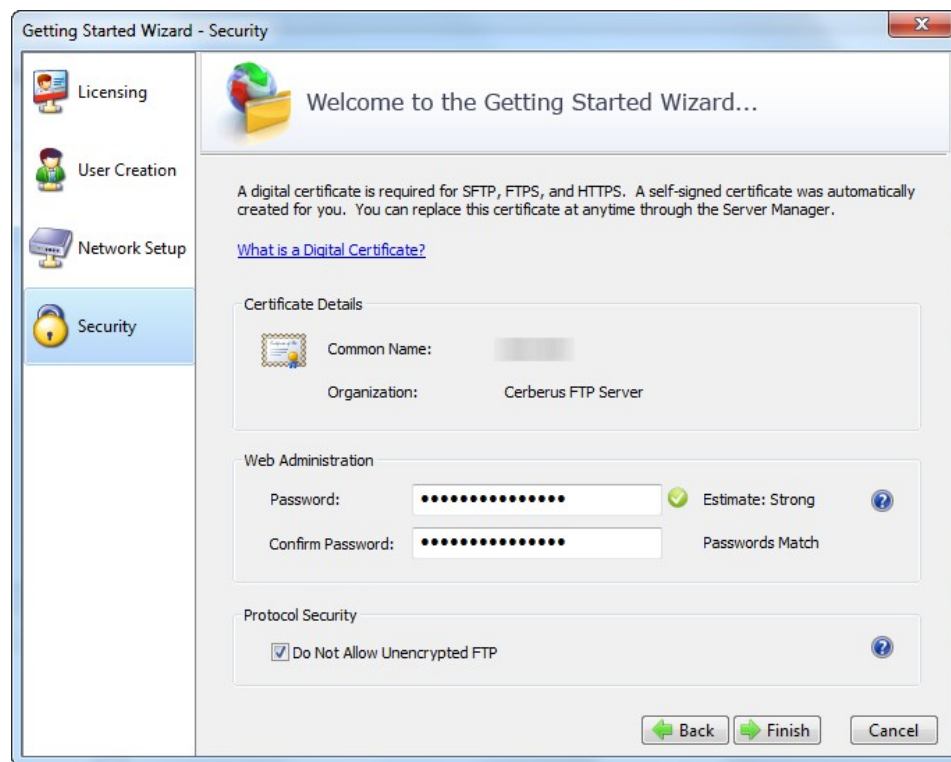 Getting Started Wizard - Security
Licensing
User Creation
Network Setup
Security
Welcome to the Getting Started Wizard...
A digital certificate is required for SFTP, FTPS, and HTTPS. A self-signed certificate was automatically
created for you. You can replace this certificate at anytime through the Server Manager.
What is a Digital Certificate?
Certificate Details
Common Name:
Organization: Cerberus FTP Server
Web Administration
Password: ●●●●●●●●●●●●●●● Estimate: Strong
Confirm Password: ●●●●●●●●●●●●●●● Passwords Match
Protocol Security
Do Not Allow Unencrypted FTP
Back Finish Cancel